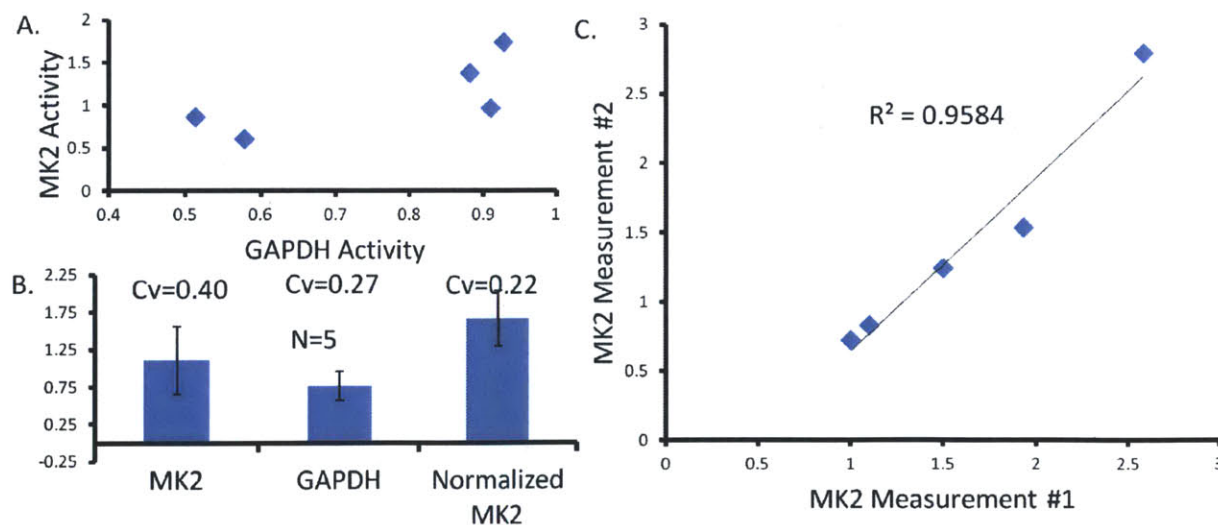 A.
MK2 Activity
2
1.5
1
0.5
0
0.4 0.5 0.6 0.7 0.8 0.9 1
GAPDH Activity
B.
2.25
1.75
1.25
0.75
0.25
-0.25
Cv=0.40 Cv=0.27 Cv=0.22
N=5
MK2 GAPDH Normalized
MK2
C.
MK2 Measurement #2
3
2.5
2
1.5
1
0.5
0
R² = 0.9584
0 0.5 1 1.5 2 2.5 3
MK2 Measurement #1